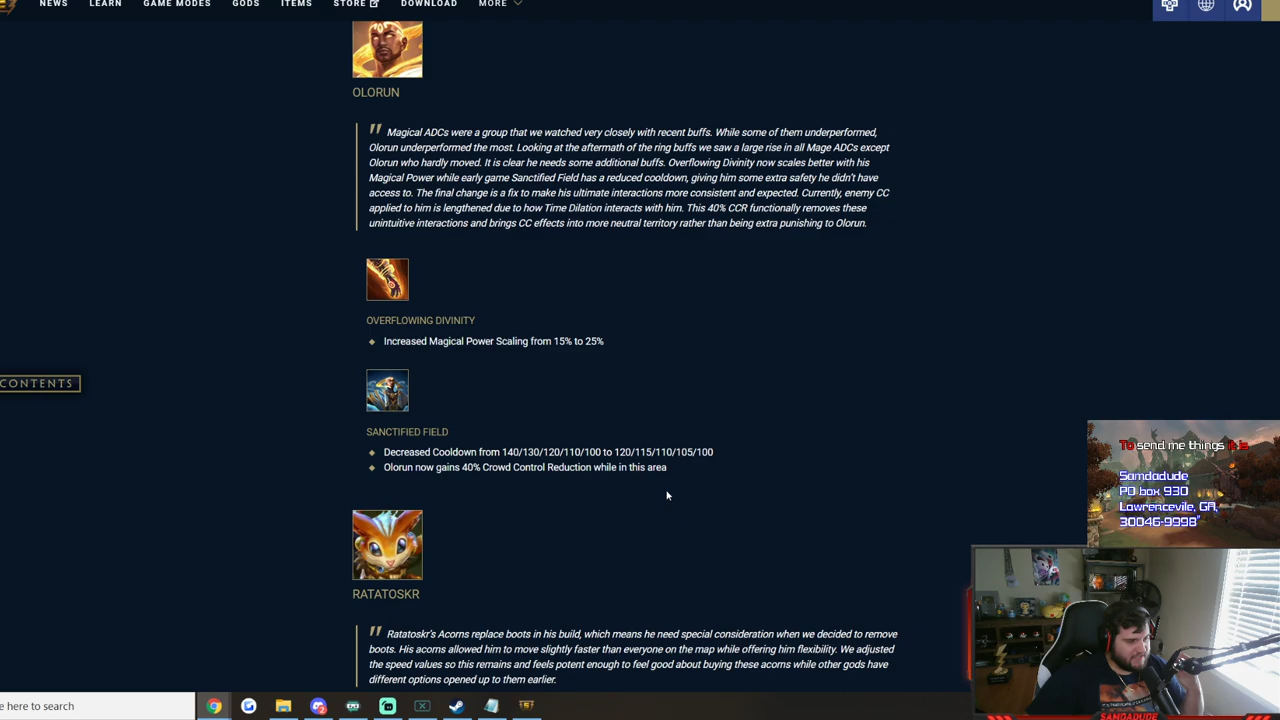 NEWS LEARN GAME MODES GODS ITEMS STORE DOWNLOAD MORE
OLORUN
" Magical ADCs were a group that we watched very closely with recent buffs. While some of them underperformed,
Olorun underperformed the most. Looking at the aftermath of the ring buffs we saw a large rise in all Mage ADCs except
Olorun who hardly moved. It is clear he needs some additional buffs. Overflowing Divinity now scales better with his
Magical Power while early game Sanctified Field has a reduced cooldown, giving him some extra safety he didn't have
access to. The final change is a fix to make his ultimate interactions more consistent and expected. Currently, enemy CC
applied to him is lengthened due to how Time Dilation interacts with him. This 40% CCR functionally removes these
unintuitive interactions and brings CC effects into more neutral territory rather than being extra punishing to Olorun.
OVERFLOWING DIVINITY
Increased Magical Power Scaling from 15% to 25%
CONTENTS
SANCTIFIED FIELD
Decreased Cooldown from 140/130/120/110/100 to 120/115/110/105/100
Olorun now gains 40% Crowd Control Reduction while in this area
RATATOSKR
" Ratatoskr's Acorns replace boots in his build, which means he need special consideration when we decided to remove
boots. His acorns allowed him to move slightly faster than everyone on the map while offering him flexibility. We adjusted
the speed values so this remains and feels potent enough to feel good about buying these acorns while other gods have
different options opened up to them earlier.
To send me things it is
Samdadude
PO box 930
Lawrencevile, GA,
30046-9998"
e here to search
SAMDADUDE